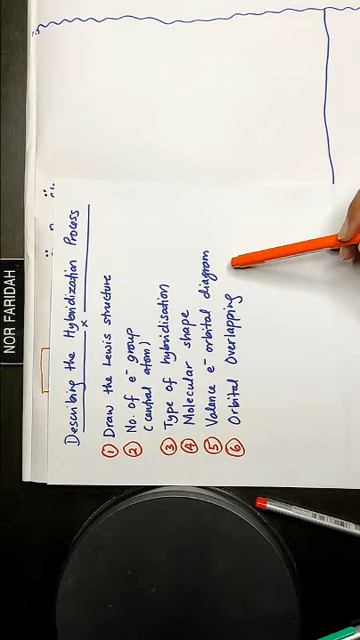 Describing the Hybridization Process
x
① Draw the Lewis structure
② No. of e⁻ group
(central atom)
③ Type of hybridisation
④ Molecular shape
⑤ Valence e⁻ orbital diagram
⑥ Orbital Overlapping
NOR FARIDAH